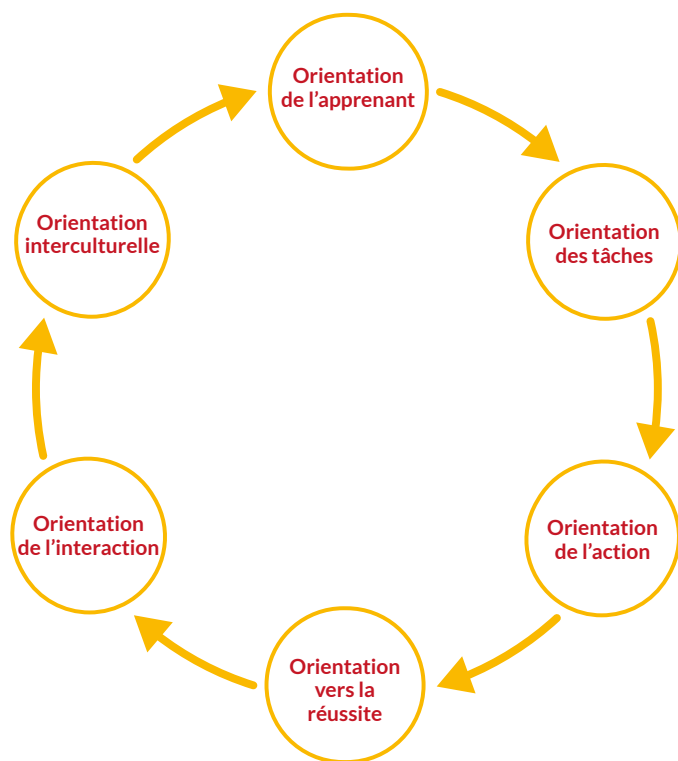 Orientation
de l’apprenant
Orientation
des tâches
Orientation
de l’action
Orientation
vers la
réussite
Orientation
de l’interaction
Orientation
interculturelle